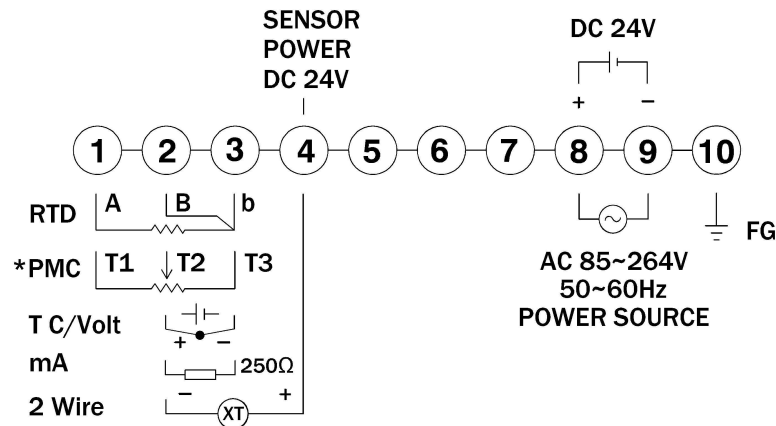 SENSOR
POWER
DC 24V
DC 24V
+ −
1 2 3 4 5 6 7 8 9 10
RTD A B b
*PMC T1 T2 T3
FG
AC 85~264V
50~60Hz
POWER SOURCE
T C/Volt + −
mA 250Ω
2 Wire − XT +